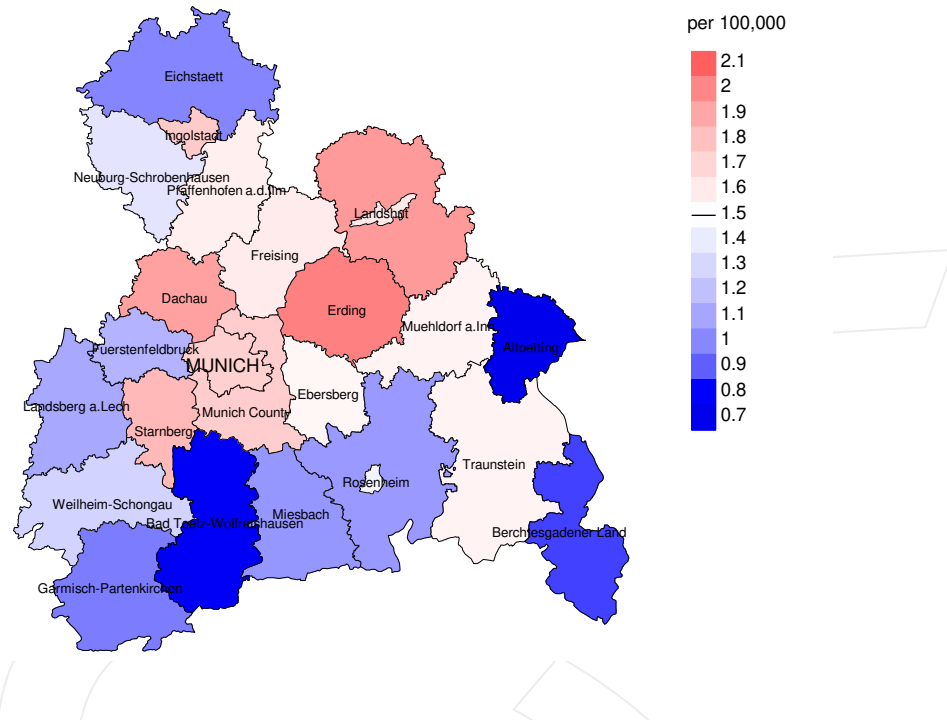 per 100,000
2.1
2
1.9
1.8
1.7
1.6
1.5
1.4
1.3
1.2
1.1
1
0.9
0.8
0.7
Eichstaett
Ingolstadt
Neuburg-Schrobenhausen
Pfaffenhofen a.d.Ilm
Landshut
Freising
Dachau
Erding
Muehldorf a.Inn
Altoetting
Fuerstenfeldbruck
MUNICH
Ebersberg
Landsberg a.Lech
Munich County
Starnberg
Traunstein
Rosenheim
Weilheim-Schongau
Miesbach
Bad Toelz-Wolfratshausen
Berchtesgadener Land
Garmisch-Partenkirchen